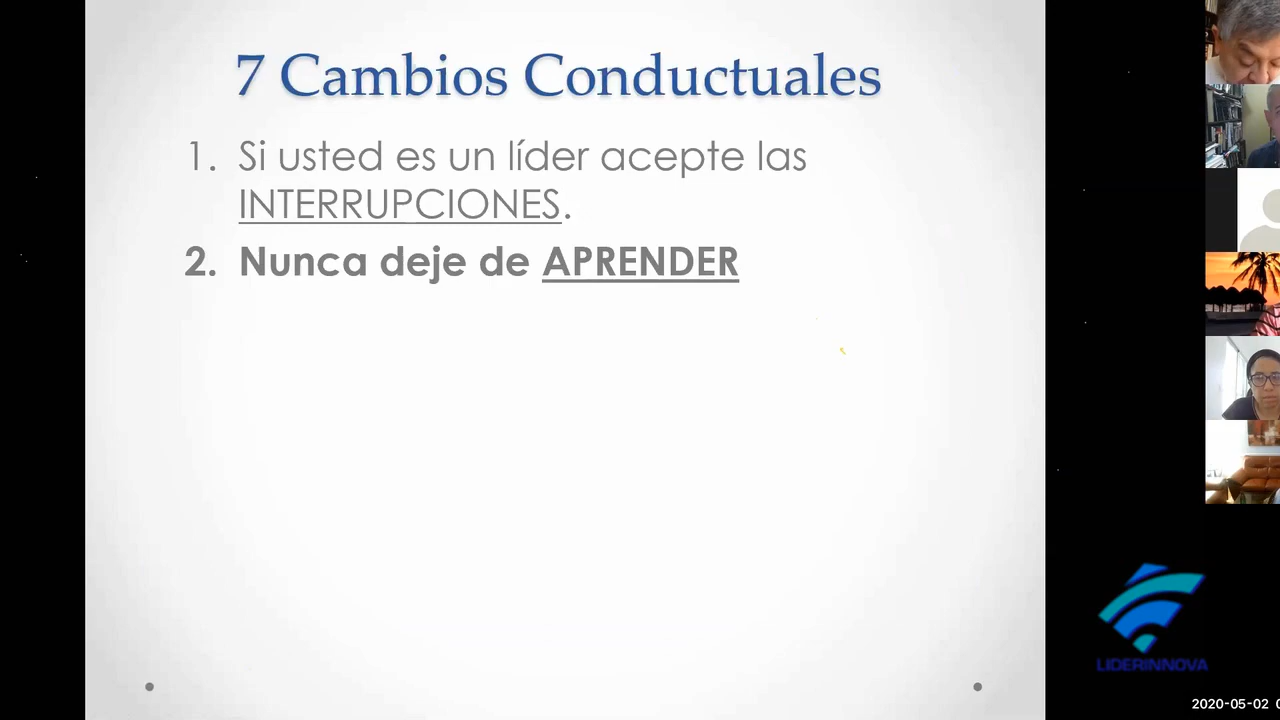 7 Cambios Conductuales
1. Si usted es un líder acepte las
INTERRUPCIONES.
2. Nunca deje de APRENDER
LIDERINNOVA
2020-05-02